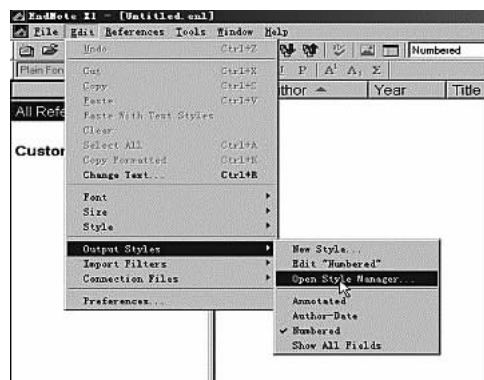 EndNote X1 - [Untitled.enl]
File Edit References Tools Window Help
Numbered
Plain Fon
P A¹ A₁ Σ
thor Year Title
All Refe
Custor
Undo Ctrl+Z
Cut Ctrl+X
Copy Ctrl+C
Paste Ctrl+V
Paste With Text Styles
Clear
Select All Ctrl+A
Copy Formatted Ctrl+K
Change Text... Ctrl+R
Font
Size
Style
Output Styles
Import Filters
Connection Files
Preferences...
New Style...
Edit "Numbered"
Open Style Manager...
Annotated
Author-Date
Numbered
Show All Fields